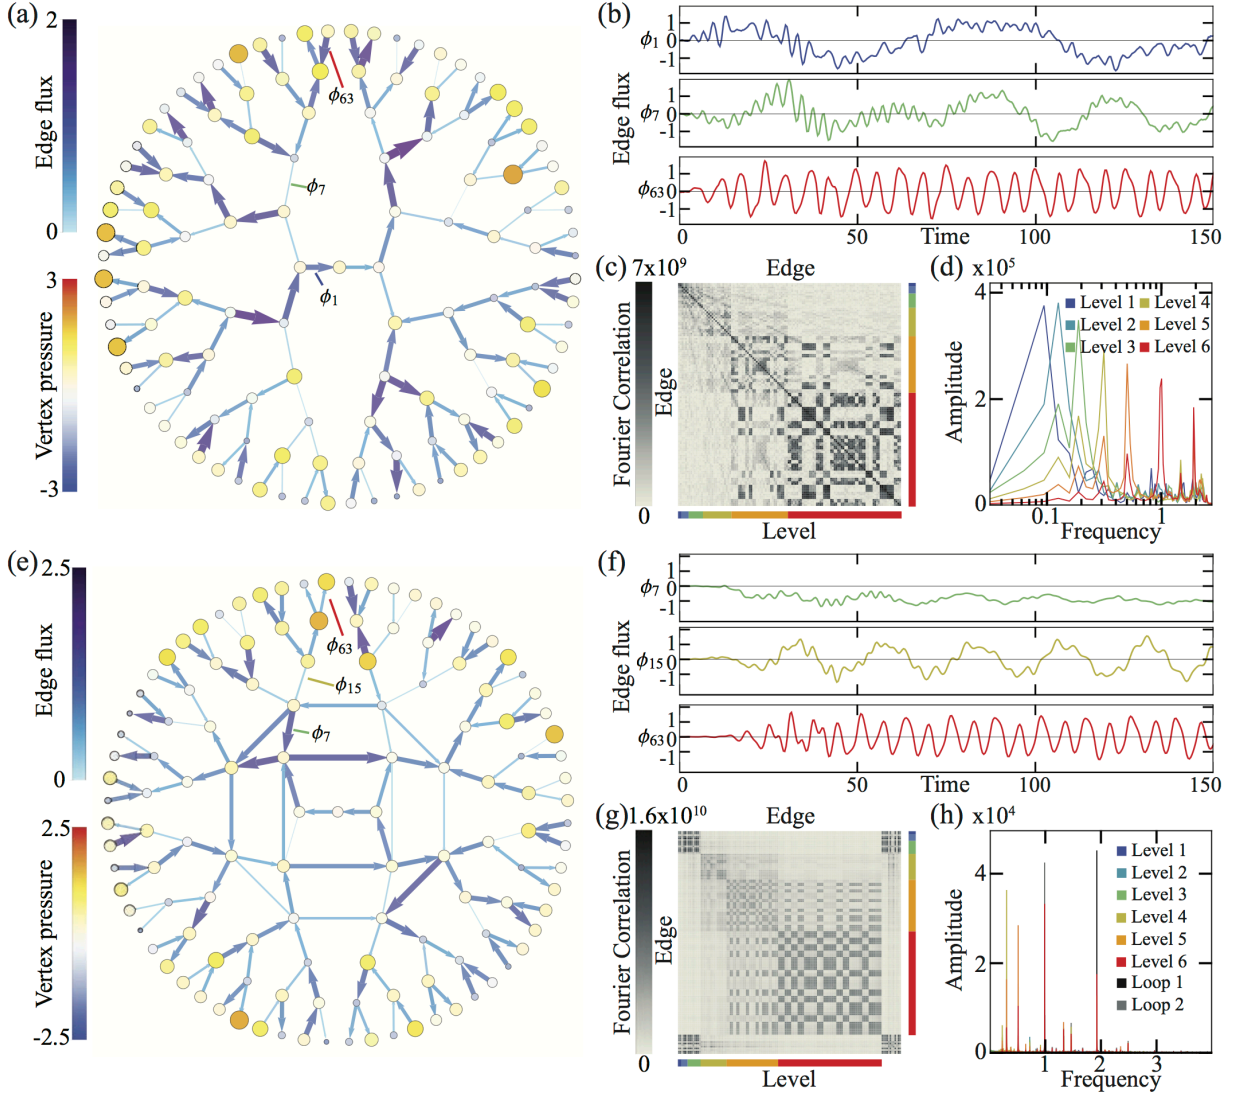 (a)
2
Edge flux
0
3
Vertex pressure
-3
ϕ63
ϕ7
ϕ1
(b)
Edge flux
ϕ1
1
0
-1
ϕ7
1
0
-1
ϕ63
1
0
-1
0 50 Time 100 150
(c) 7x10⁹ Edge
Fourier Correlation
Edge
0
Level
(d) x10⁵
4
2
0
Amplitude
Level 1 Level 4
Level 2 Level 5
Level 3 Level 6
0.1 1
Frequency
(e)
2.5
Edge flux
0
2.5
Vertex pressure
-2.5
ϕ63
ϕ15
ϕ7
(f)
Edge flux
ϕ7
1
0
-1
ϕ15
1
0
-1
ϕ63
1
0
-1
0 50 Time 100 150
(g) 1.6x10¹⁰ Edge
Fourier Correlation
Edge
0
Level
(h) x10⁴
4
2
0
Amplitude
Level 1
Level 2
Level 3
Level 4
Level 5
Level 6
Loop 1
Loop 2
1 2 3
Frequency